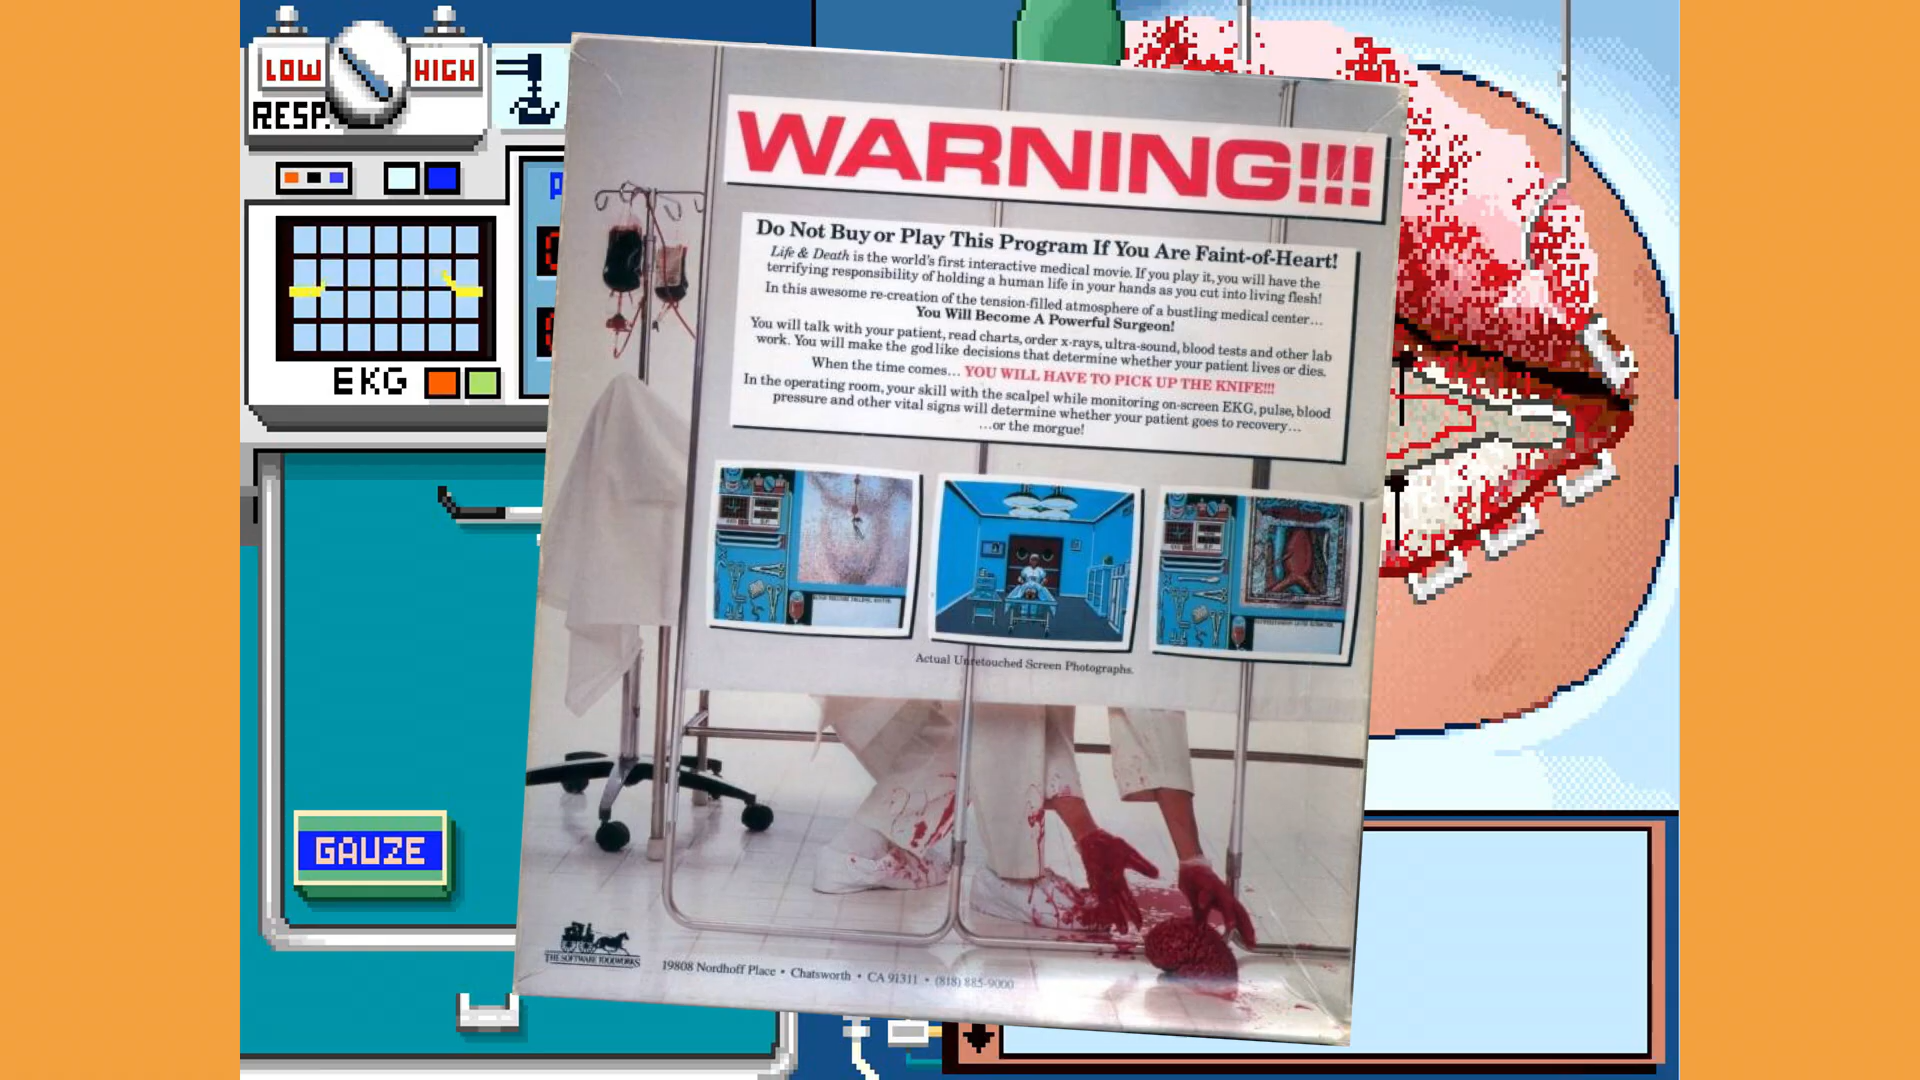 LOW
HIGH
RESP.
EKG
GAUZE
WARNING!!!
Do Not Buy or Play This Program If You Are Faint-of-Heart!
Life & Death is the world's first interactive medical movie. If you play it, you will have the
terrifying responsibility of holding a human life in your hands as you cut into living flesh!
In this awesome re-creation of the tension-filled atmosphere of a bustling medical center...
You Will Become A Powerful Surgeon!
You will talk with your patient, read charts, order x-rays, ultra-sound, blood tests and other lab
work. You will make the godlike decisions that determine whether your patient lives or dies.
When the time comes... YOU WILL HAVE TO PICK UP THE KNIFE!!!
In the operating room, your skill with the scalpel while monitoring on-screen EKG, pulse, blood
pressure and other vital signs will determine whether your patient goes to recovery...
...or the morgue!
Actual Unretouched Screen Photographs.
THE SOFTWARE TOOLWORKS
19808 Nordhoff Place • Chatsworth • CA 91311 • (818) 885-9000